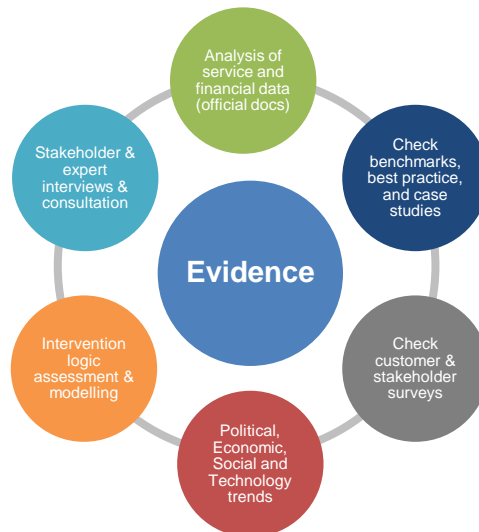 Analysis of
service and
financial data
(official docs)
Check
benchmarks,
best practice,
and case
studies
Check
customer &
stakeholder
surveys
Political,
Economic,
Social and
Technology
trends
Intervention
logic
assessment &
modelling
Stakeholder &
expert
interviews &
consultation
Evidence